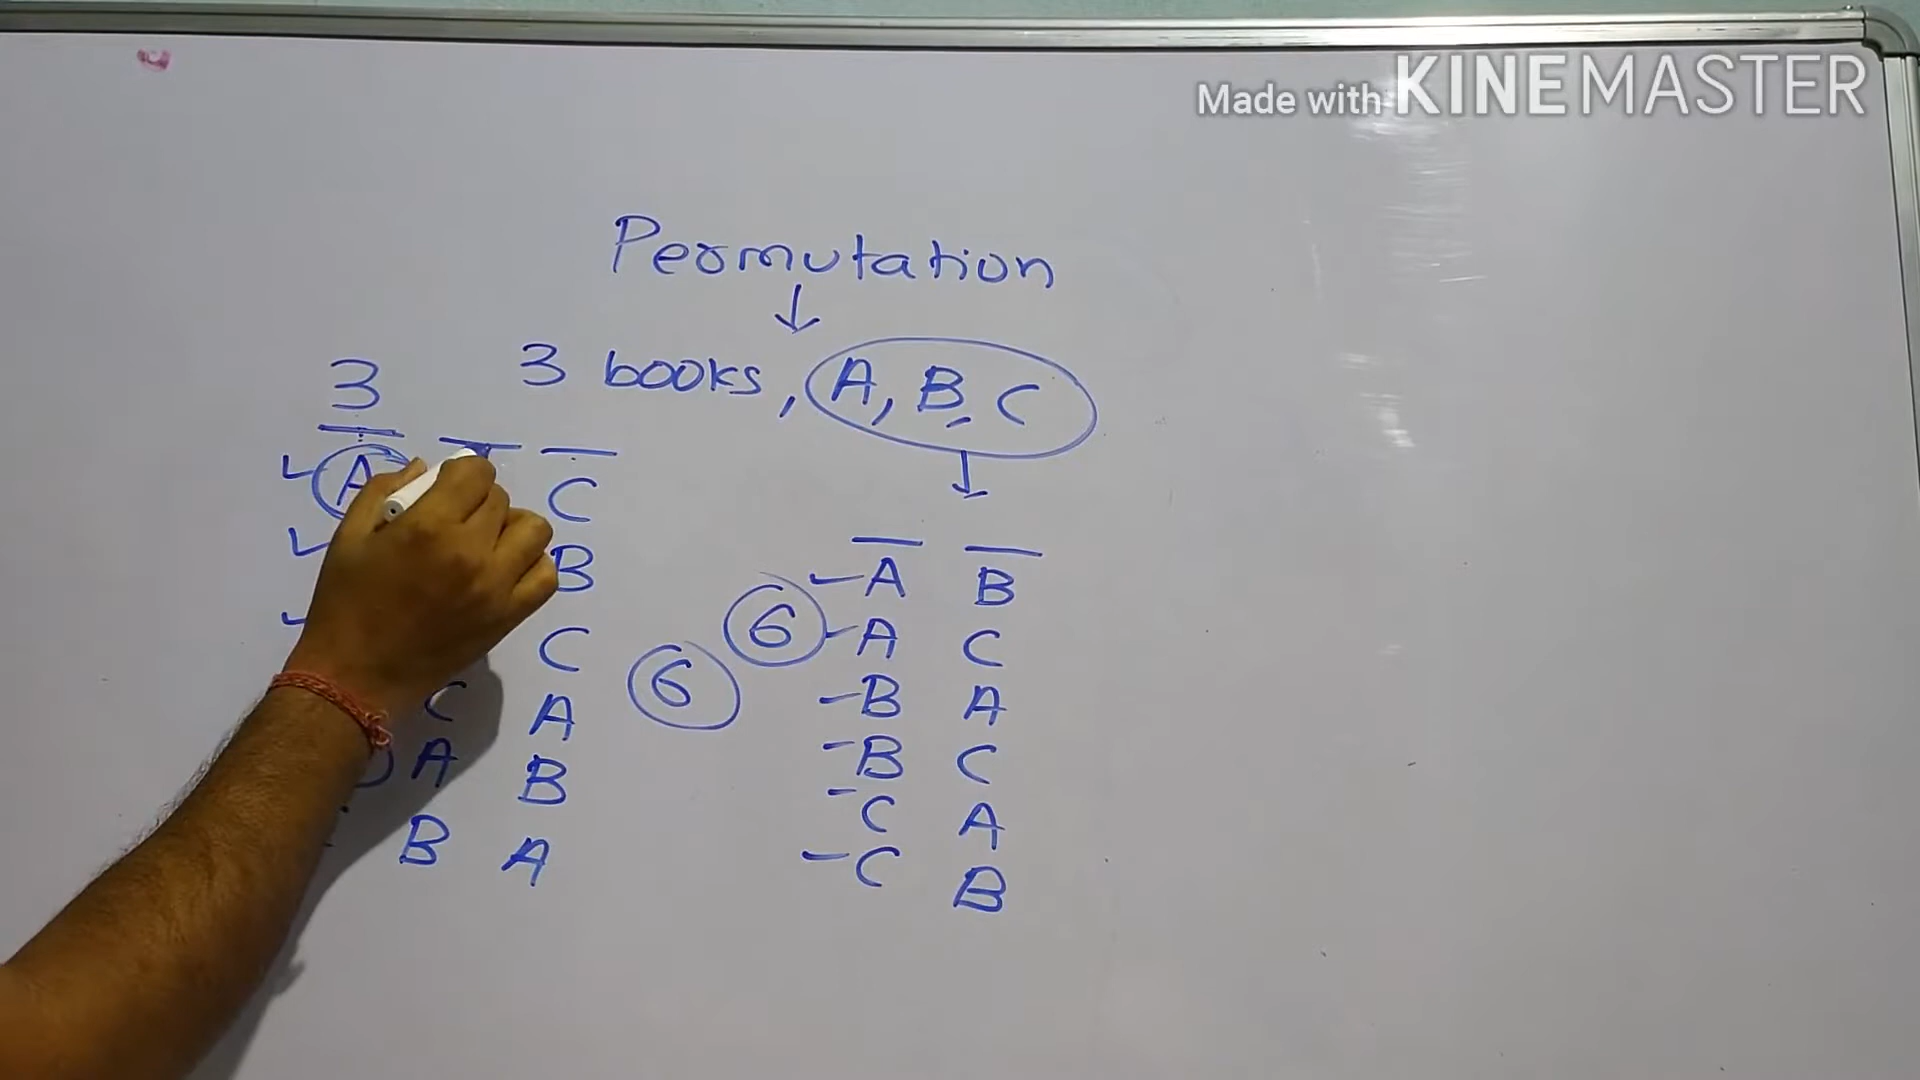 Made with KINEMASTER
Permutation
3 books, A, B, C
3
A C
B
C
C A
A B
B A
6
6
A B
A C
B A
B C
C A
C B